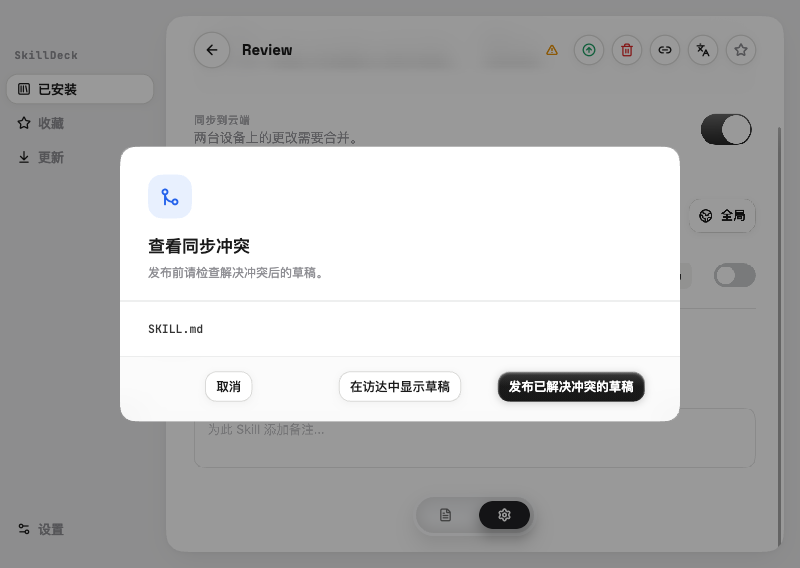 SkillDeck
Review
已安装
收藏
更新
同步到云端
两台设备上的更改需要合并。
全局
查看同步冲突
发布前请检查解决冲突后的草稿。
SKILL.md
取消
在访达中显示草稿
发布已解决冲突的草稿
为此 Skill 添加备注...
设置